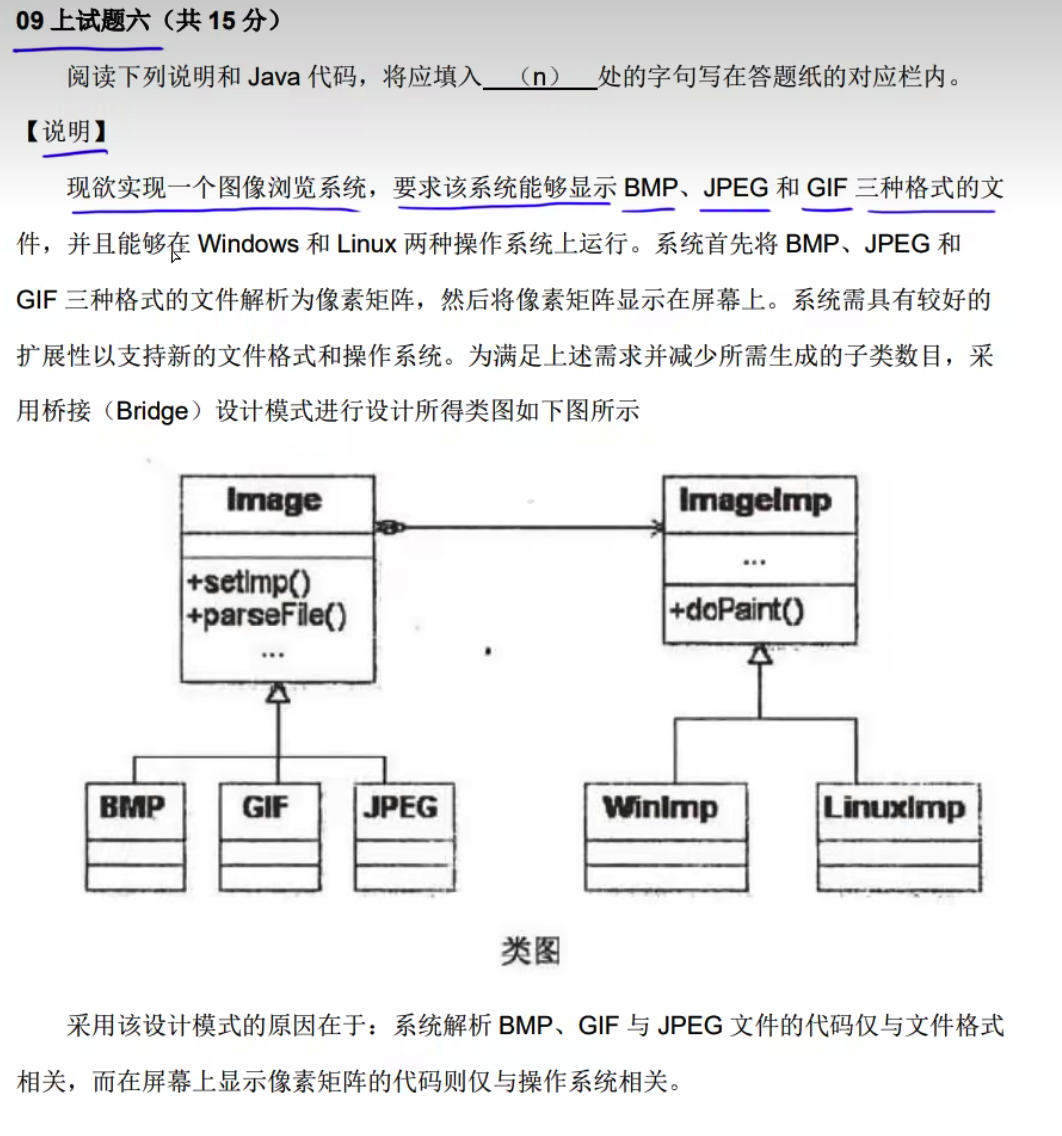 09 上试题六（共 15 分）
阅读下列说明和 Java 代码，将应填入 （n） 处的字句写在答题纸的对应栏内。
【说明】
现欲实现一个图像浏览系统，要求该系统能够显示 BMP、JPEG 和 GIF 三种格式的文
件，并且能够在 Windows 和 Linux 两种操作系统上运行。系统首先将 BMP、JPEG 和
GIF 三种格式的文件解析为像素矩阵，然后将像素矩阵显示在屏幕上。系统需具有较好的
扩展性以支持新的文件格式和操作系统。为满足上述需求并减少所需生成的子类数目，采
用桥接（Bridge）设计模式进行设计所得类图如下图所示
Image
ImageImp
...
+setImp()
+parseFile()
...
+doPaint()
BMP
GIF
JPEG
WinImp
LinuxImp
类图
采用该设计模式的原因在于：系统解析 BMP、GIF 与 JPEG 文件的代码仅与文件格式
相关，而在屏幕上显示像素矩阵的代码则仅与操作系统相关。